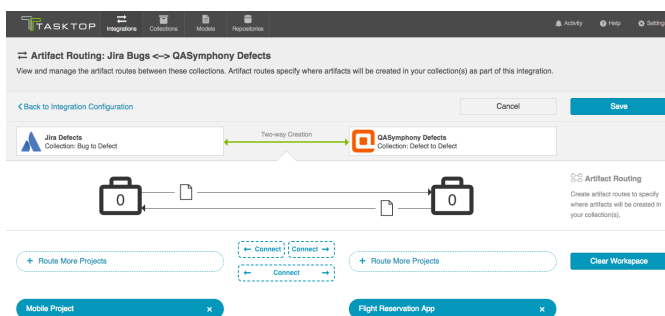 TASKTOP
Integrations
Collections
Models
Repositories
Activity
Help
Settings
Artifact Routing: Jira Bugs <--> QASymphony Defects
View and manage the artifact routes between these collections. Artifact routes specify where artifacts will be created in your collection(s) as part of this integration.
Back to Integration Configuration
Cancel
Save
Jira Defects
Collection: Bug to Defect
Two-way Creation
QASymphony Defects
Collection: Defect to Defect
0
0
Artifact Routing
Create artifact routes to specify
where artifacts will be created in
your collection(s).
+ Route More Projects
← Connect
Connect →
← Connect →
+ Route More Projects
Clear Workspace
Mobile Project ×
Flight Reservation App ×